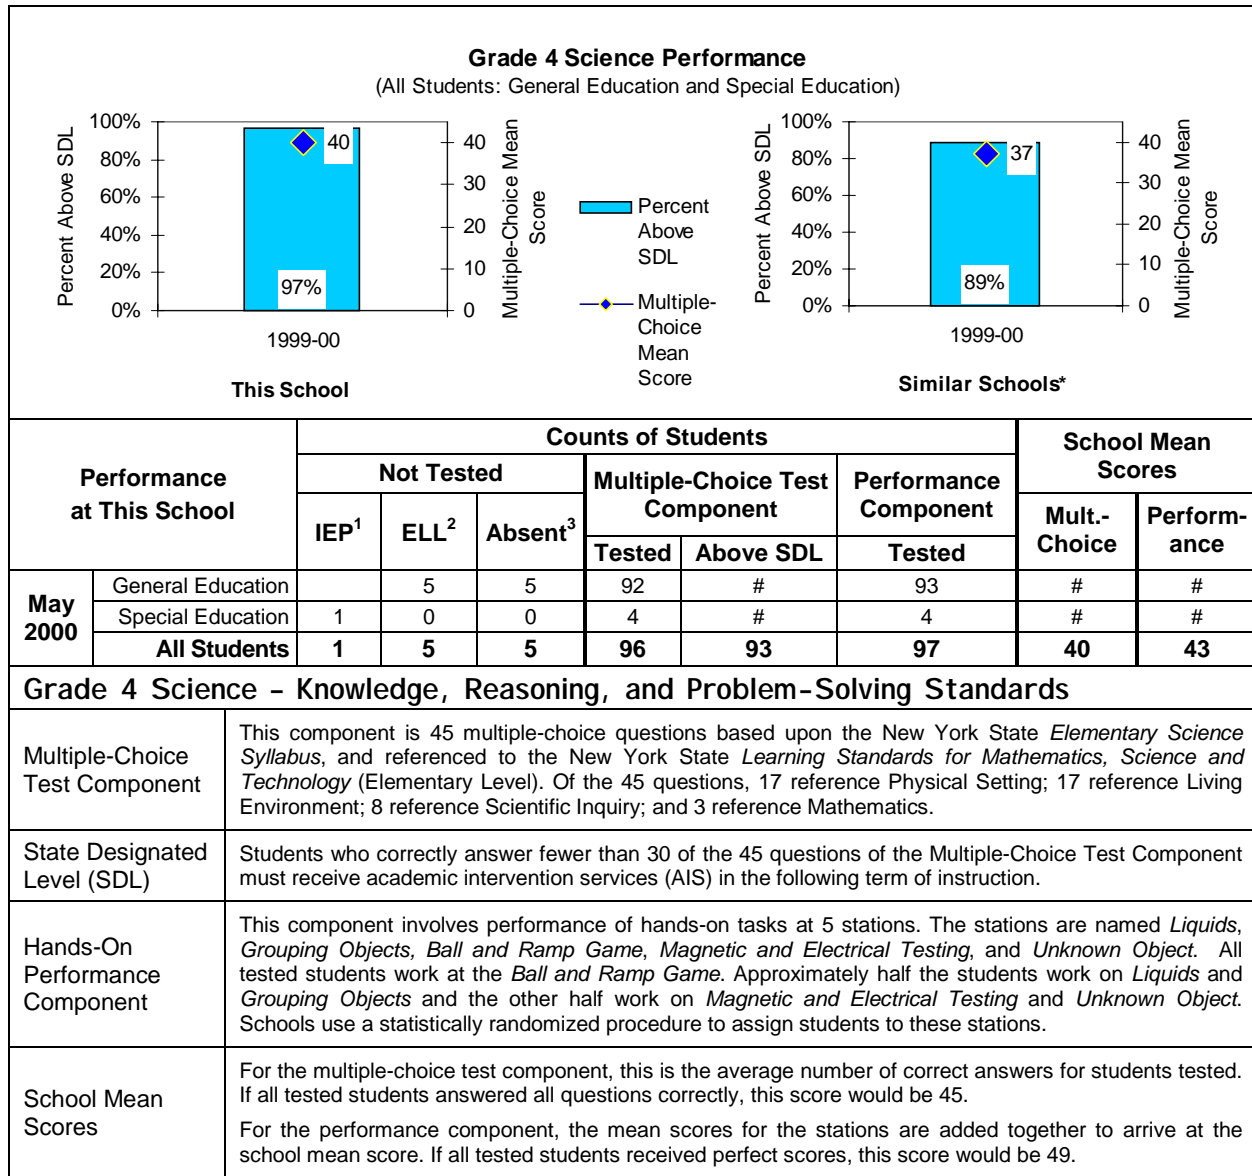 Grade 4 Science Performance
(All Students: General Education and Special Education)
Percent Above SDL
100%
80%
60%
40%
20%
0%
40
97%
40
30
20
10
0
Multiple-Choice Mean
Score
1999-00
This School
Percent
Above
SDL
Multiple-
Choice
Mean
Score
Percent Above SDL
100%
80%
60%
40%
20%
0%
37
89%
40
30
20
10
0
Multiple-Choice Mean
Score
1999-00
Similar Schools*
Performance
at This School
Counts of Students
School Mean
Scores
Not Tested
Multiple-Choice Test
Component
Performance
Component
IEP1
ELL2
Absent3
Mult.-
Choice
Perform-
ance
Tested Above SDL Tested
May
2000
General Education 5 5 92 # 93 # #
Special Education 1 0 0 4 # 4 # #
All Students 1 5 5 96 93 97 40 43
Grade 4 Science – Knowledge, Reasoning, and Problem-Solving Standards
Multiple-Choice
Test Component
This component is 45 multiple-choice questions based upon the New York State Elementary Science
Syllabus, and referenced to the New York State Learning Standards for Mathematics, Science and
Technology (Elementary Level). Of the 45 questions, 17 reference Physical Setting; 17 reference Living
Environment; 8 reference Scientific Inquiry; and 3 reference Mathematics.
State Designated
Level (SDL)
Students who correctly answer fewer than 30 of the 45 questions of the Multiple-Choice Test Component
must receive academic intervention services (AIS) in the following term of instruction.
Hands-On
Performance
Component
This component involves performance of hands-on tasks at 5 stations. The stations are named Liquids,
Grouping Objects, Ball and Ramp Game, Magnetic and Electrical Testing, and Unknown Object. All
tested students work at the Ball and Ramp Game. Approximately half the students work on Liquids and
Grouping Objects and the other half work on Magnetic and Electrical Testing and Unknown Object.
Schools use a statistically randomized procedure to assign students to these stations.
School Mean
Scores
For the multiple-choice test component, this is the average number of correct answers for students tested.
If all tested students answered all questions correctly, this score would be 45.
For the performance component, the mean scores for the stations are added together to arrive at the
school mean score. If all tested students received perfect scores, this score would be 49.